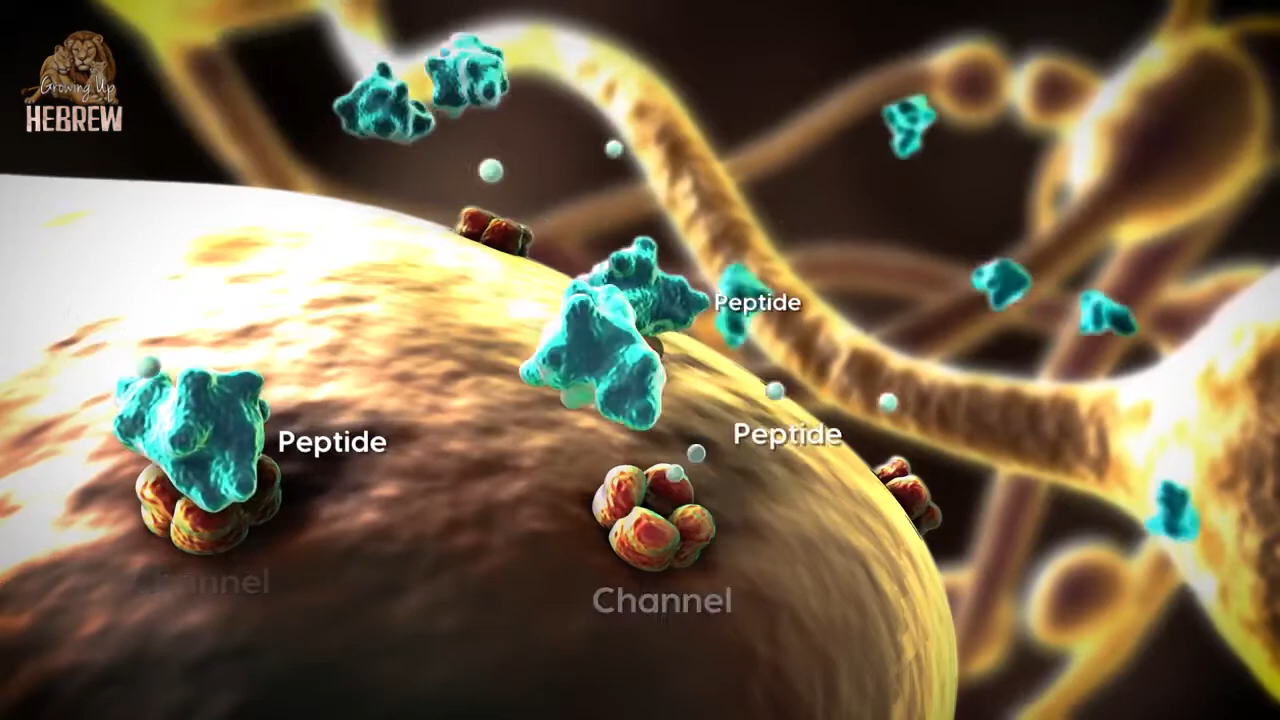 Growing Up
HEBREW
Peptide
Peptide
Peptide
Channel
Channel